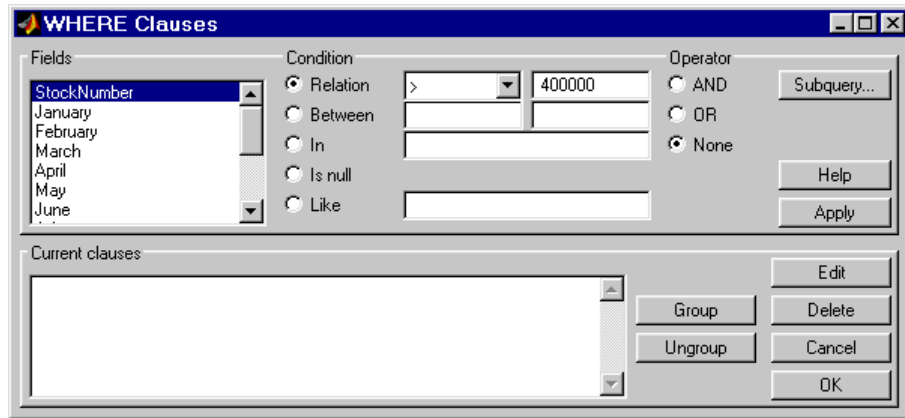 WHERE Clauses
Fields
StockNumber
January
February
March
April
May
June
Condition
Relation > 400000
Between
In
Is null
Like
Operator
AND
OR
None
Subquery...
Help
Apply
Current clauses
Group
Ungroup
Edit
Delete
Cancel
OK